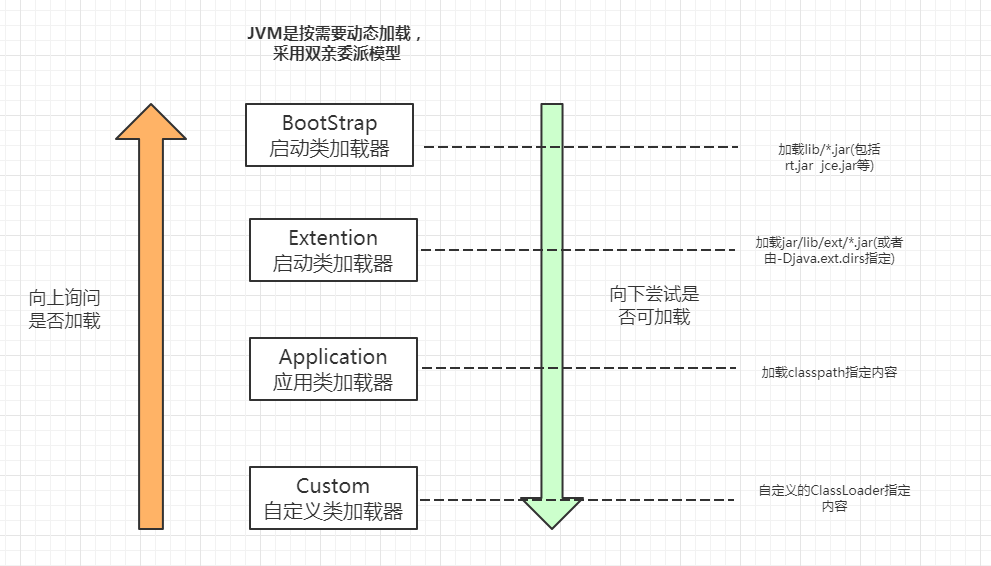 JVM是按需要动态加载，
采用双亲委派模型
BootStrap
启动类加载器
加载lib/*.jar(包括
rt.jar jce.jar等)
Extention
启动类加载器
加载jar/lib/ext/*.jar(或者
由-Djava.ext.dirs指定)
向上询问
是否加载
向下尝试是
否可加载
Application
应用类加载器
加载classpath指定内容
Custom
自定义类加载器
自定义的ClassLoader指定
内容